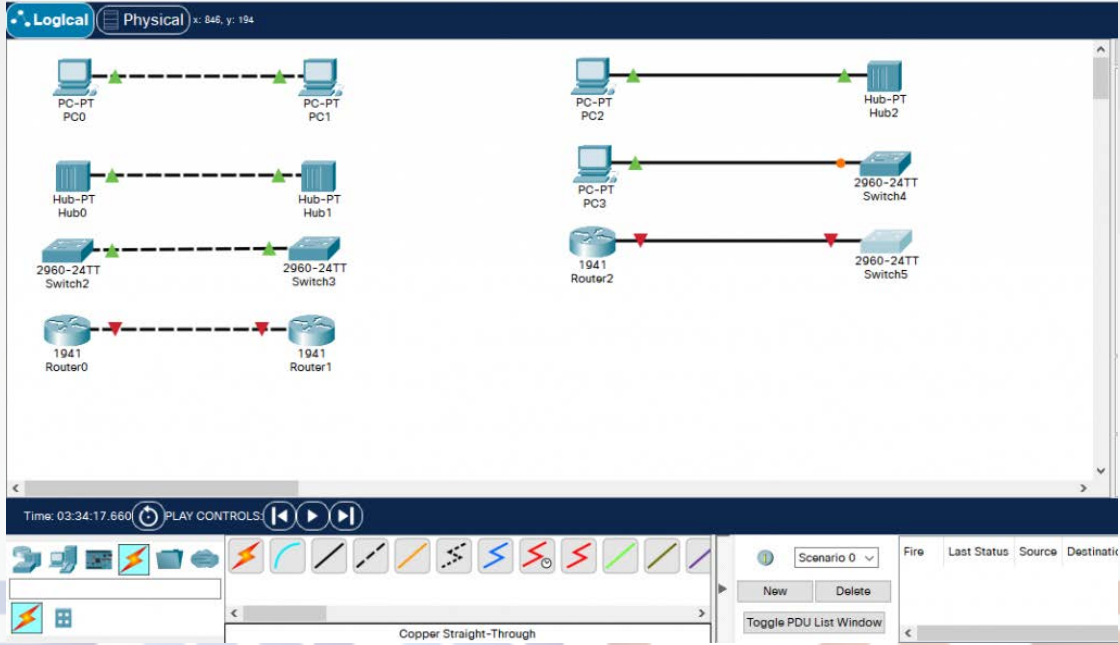 Logical
Physical
x: 846, y: 194
PC-PT
PC0
PC-PT
PC1
PC-PT
PC2
Hub-PT
Hub2
Hub-PT
Hub0
Hub-PT
Hub1
PC-PT
PC3
2960-24TT
Switch4
2960-24TT
Switch2
2960-24TT
Switch3
1941
Router2
2960-24TT
Switch5
1941
Router0
1941
Router1
Time: 03:34:17.660
PLAY CONTROLS:
Scenario 0
Fire Last Status Source Destinatio
New Delete
Toggle PDU List Window
Copper Straight-Through